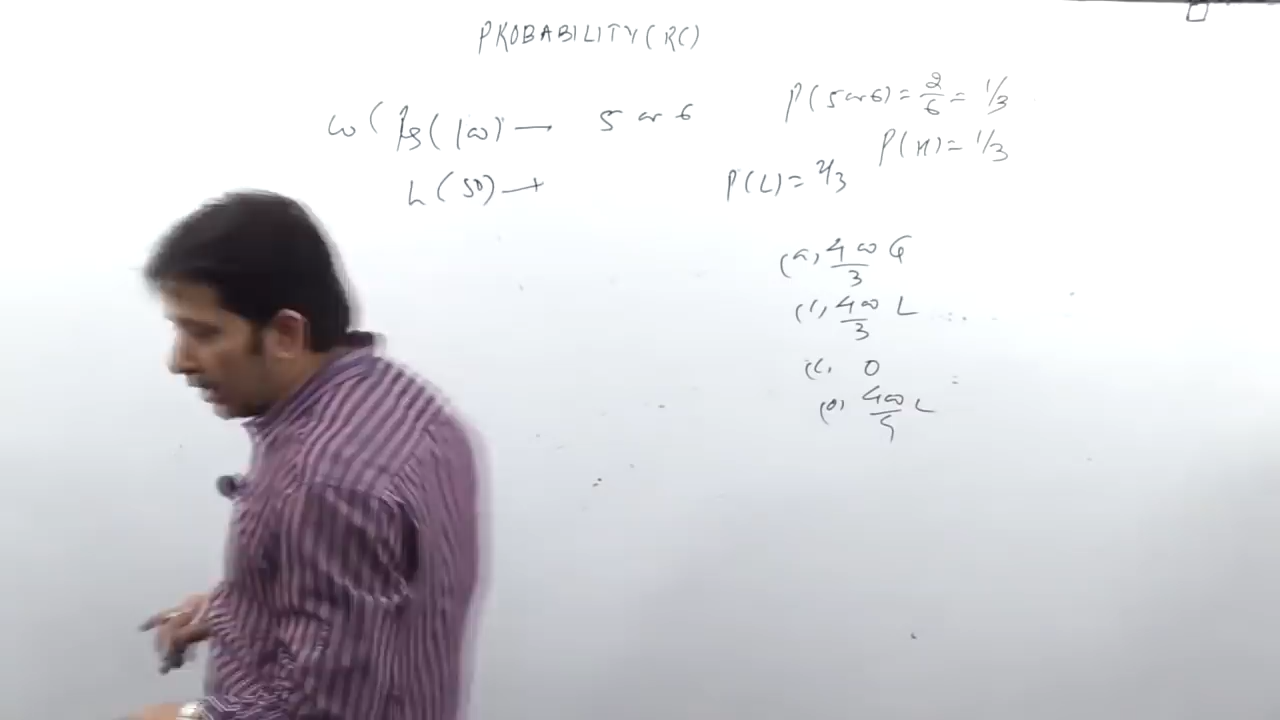 PROBABILITY (RC)
W ( Rs ( 100) → 5 or 6
P( 5 or 6) = 2/6 = 1/3
P(W) = 1/3
L (50) →
P(L) = 2/3
(a, 400/3 G
400/3 L
(c, 0
(d) 400/9 L